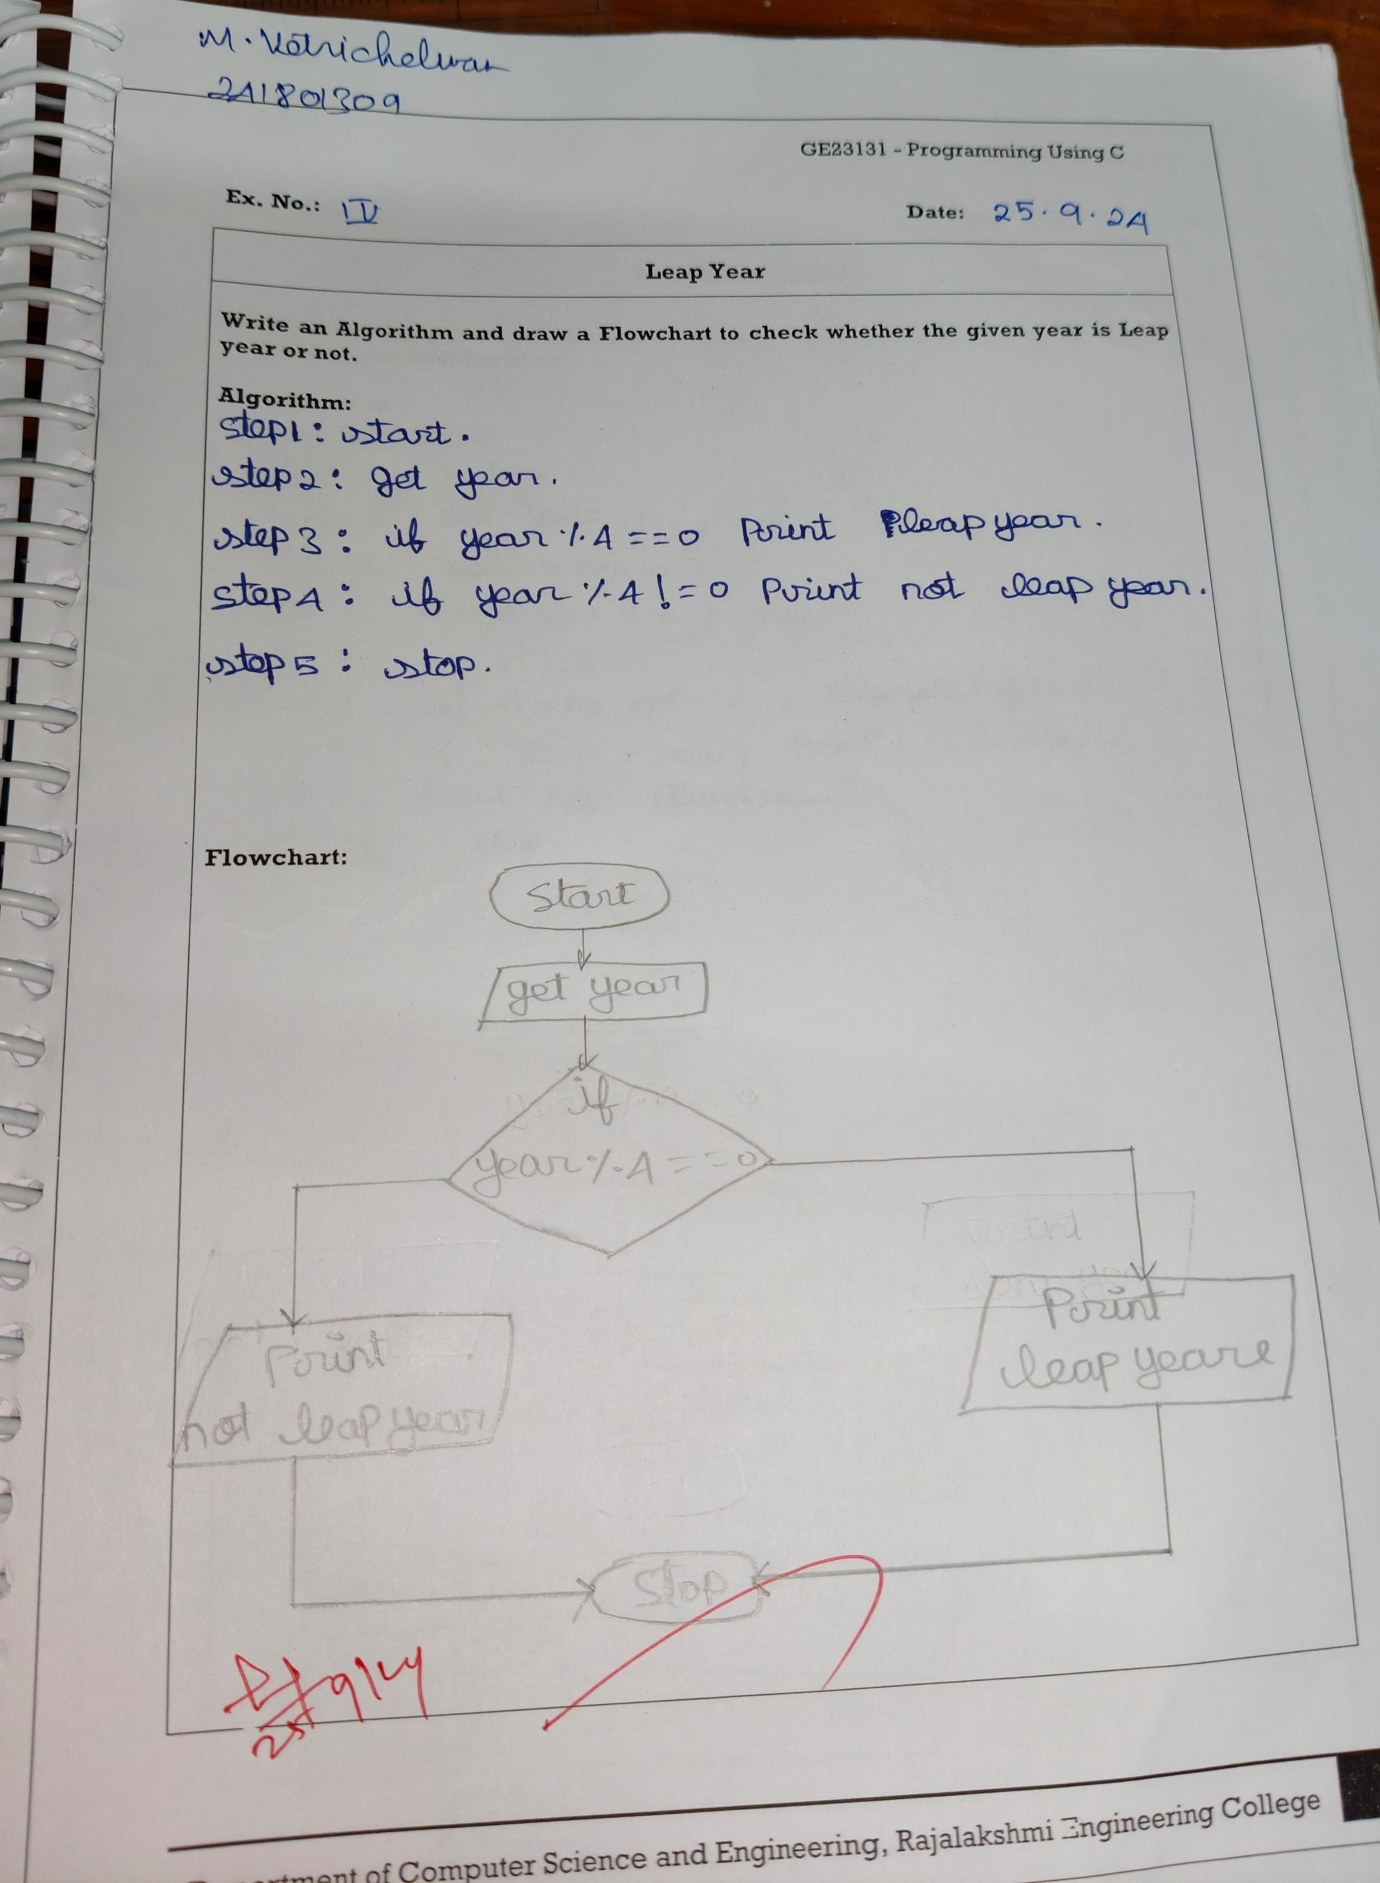 M. Vetrichelvan
241801309
GE23131 - Programming Using C
Ex. No.: IV
Date: 25.9.24
Leap Year
Write an Algorithm and draw a Flowchart to check whether the given year is Leap
year or not.
Algorithm:
step1: start.
step2: get year.
step3: if year % 4 == 0 Print leap year.
step4: if year % 4 != 0 Print not leap year.
step5: stop.
Flowchart:
Start
get year
if
year % 4 == 0
Print
leap year
Print
not leap year
Stop
of Computer Science and Engineering, Rajalakshmi Engineering College